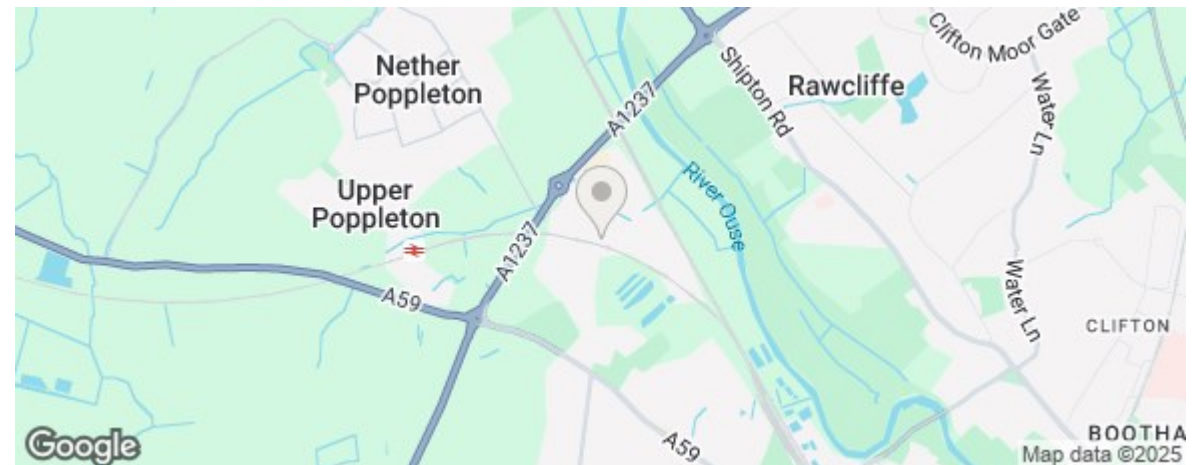 Clifton Moor Gate
Nether
Poppleton
A1237
Shipton Rd
Rawcliffe
Water Ln
Upper
Poppleton
River Ouse
A1237
A59
Water Ln
CLIFTON
A59
BOOTHA
Google
Map data ©2025